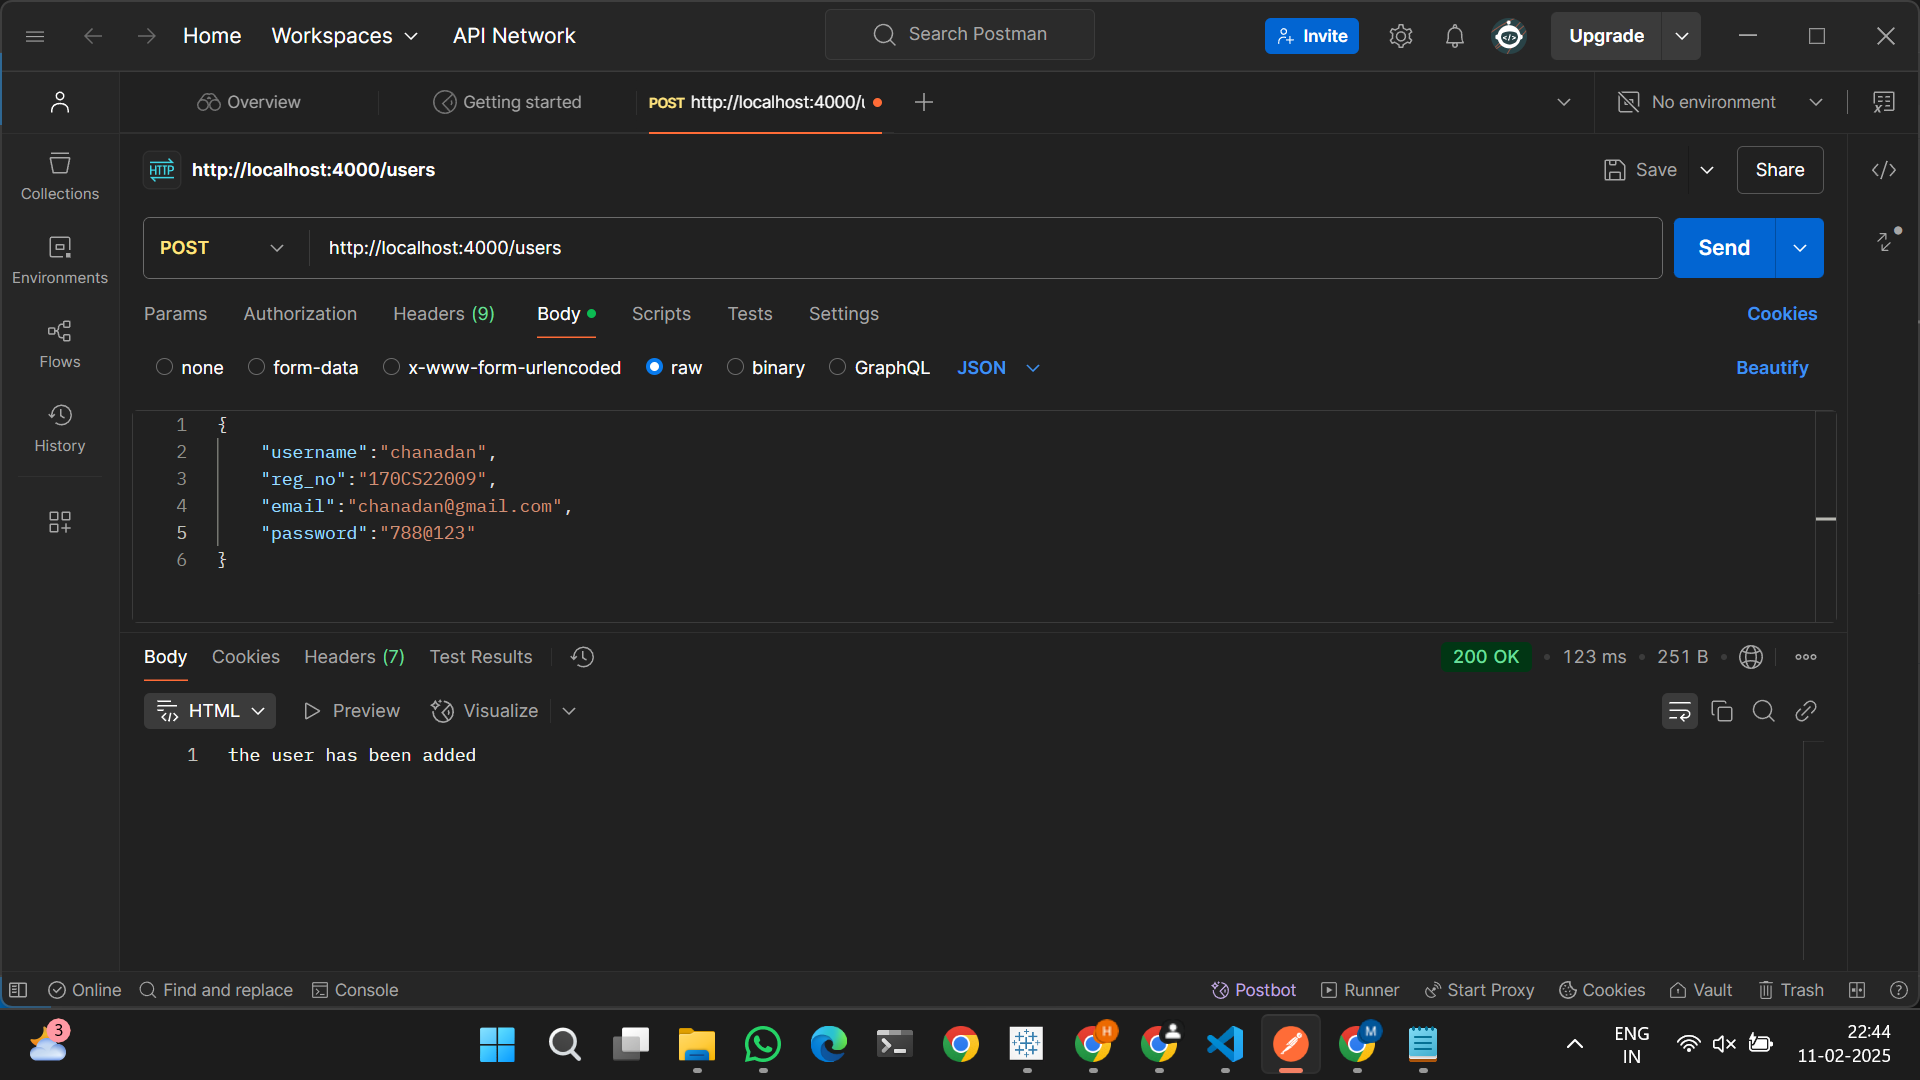 Home Workspaces API Network
Search Postman
Invite
Upgrade
Overview
Getting started
POST http://localhost:4000/u
No environment
HTTP http://localhost:4000/users
Save
Share
Collections
Environments
Flows
History
POST http://localhost:4000/users
Send
Params Authorization Headers (9) Body Scripts Tests Settings
Cookies
none form-data x-www-form-urlencoded raw binary GraphQL JSON
Beautify
1 {
2 "username":"chanadan",
3 "reg_no":"170CS22009",
4 "email":"chanadan@gmail.com",
5 "password":"788@123"
6 }
Body Cookies Headers (7) Test Results
200 OK • 123 ms • 251 B •
HTML Preview Visualize
1 the user has been added
Online Find and replace Console
Postbot Runner Start Proxy Cookies Vault Trash
3
H
M
ENG
IN
22:44
11-02-2025